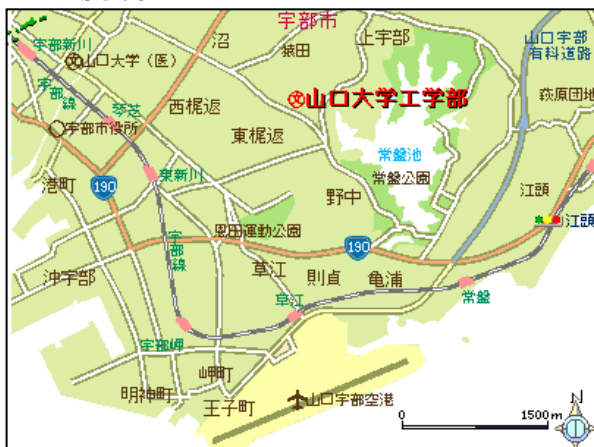 宇部市
沼
猿田
上宇部
山口宇部
有料道路
宇部新川
山口大学（医）
宇部線
琴芝
西梶返
山口大学工学部
萩原団地
宇部市役所
東梶返
常盤池
常盤公園
東新川
190
港町
野中
江頭
江頭
恩田運動公園
190
宇部線
沖宇部
草江
則貞
亀浦
常盤
草江
宇部岬
岬町
明神町
王子町
山口宇部空港
0
1500m
N